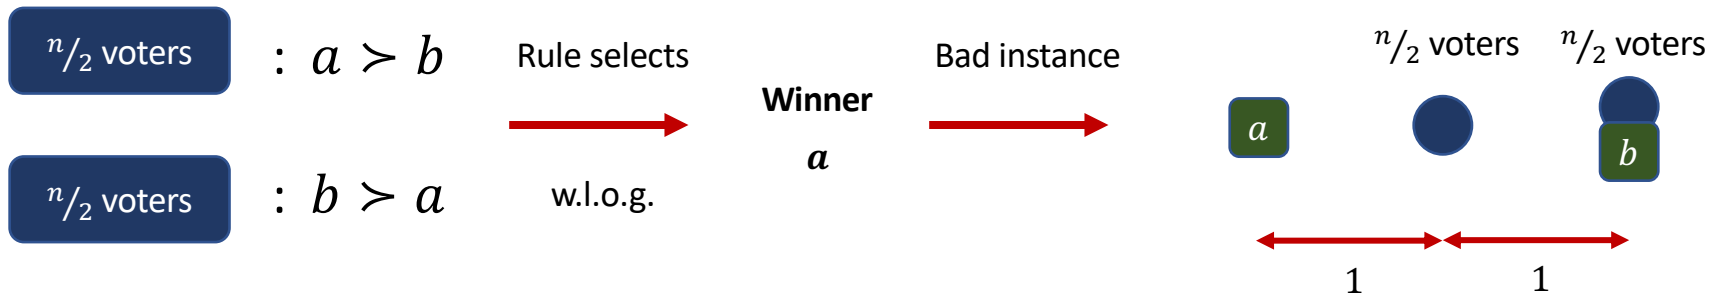 n/2 voters : a ≻ b
n/2 voters : b ≻ a
Rule selects
w.l.o.g.
Winner
a
Bad instance
n/2 voters n/2 voters
a
b
1 1